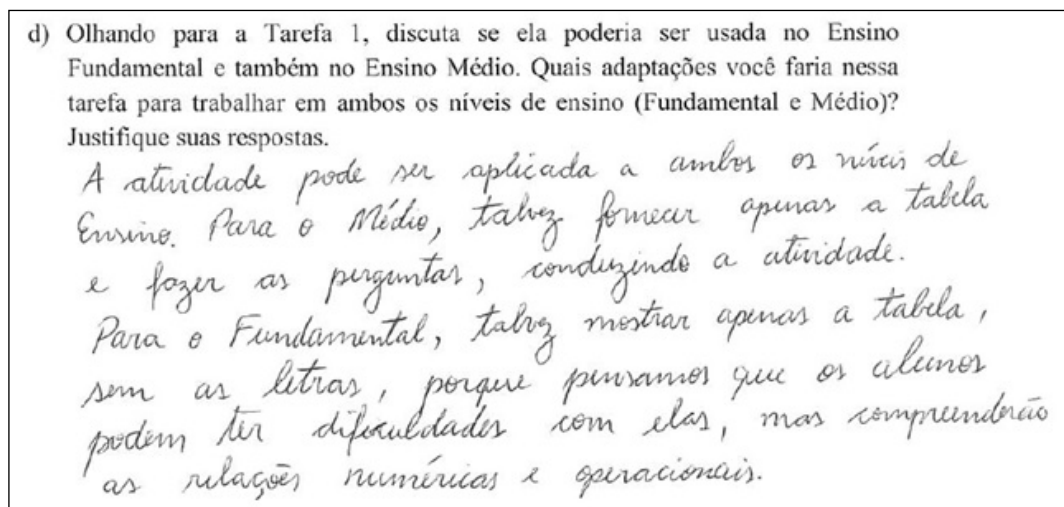 d) Olhando para a Tarefa 1, discuta se ela poderia ser usada no Ensino
Fundamental e também no Ensino Médio. Quais adaptações você faria nessa
tarefa para trabalhar em ambos os níveis de ensino (Fundamental e Médio)?
Justifique suas respostas.
A atividade pode ser aplicada a ambos os níveis de
Ensino. Para o Médio, talvez fornecer apenas a tabela
e fazer as perguntas, conduzindo a atividade.
Para o Fundamental, talvez mostrar apenas a tabela,
sem as letras, porque pensamos que os alunos
podem ter dificuldades com elas, mas compreenderão
as relações numéricas e operacionais.